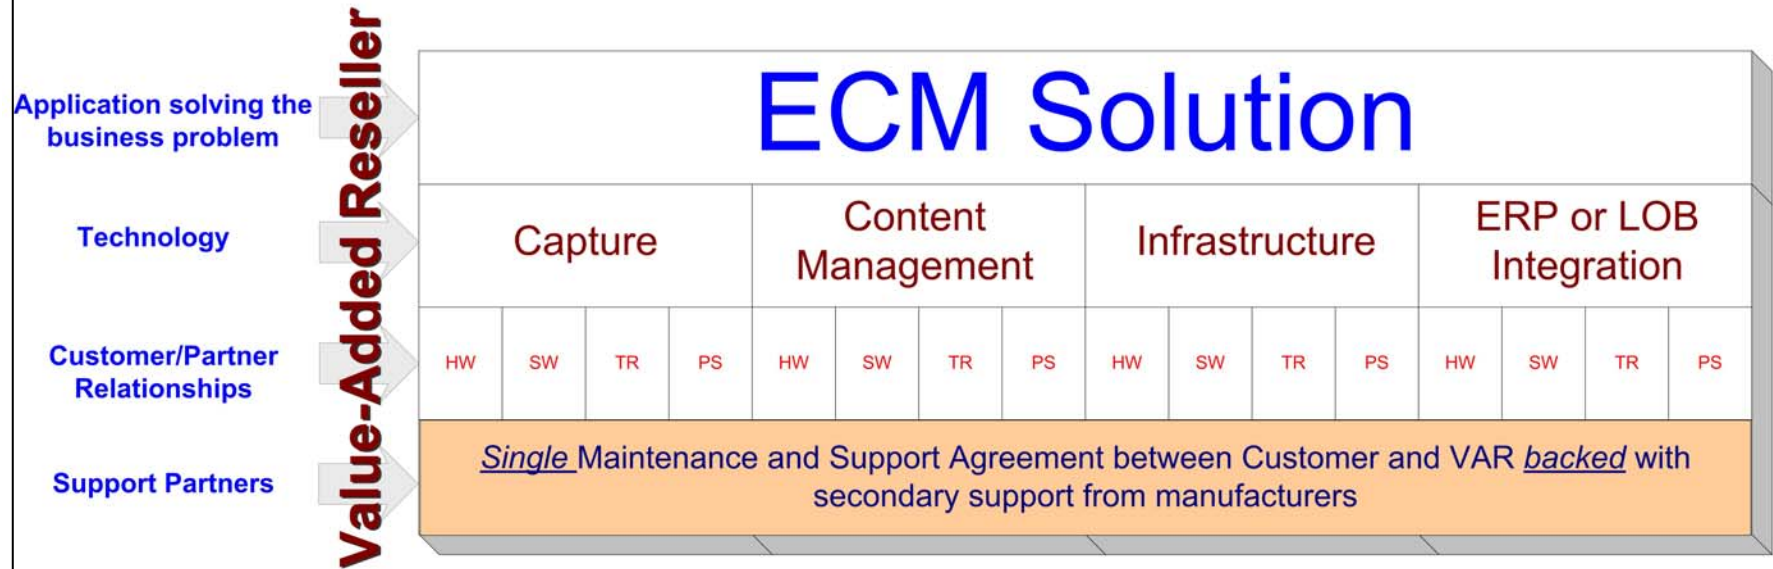 Value-Added Reseller
Application solving the
business problem
ECM Solution
Technology
Capture
Content
Management
Infrastructure
ERP or LOB
Integration
Customer/Partner
Relationships
HW SW TR PS HW SW TR PS HW SW TR PS HW SW TR PS
Support Partners
Single Maintenance and Support Agreement between Customer and VAR backed with
secondary support from manufacturers